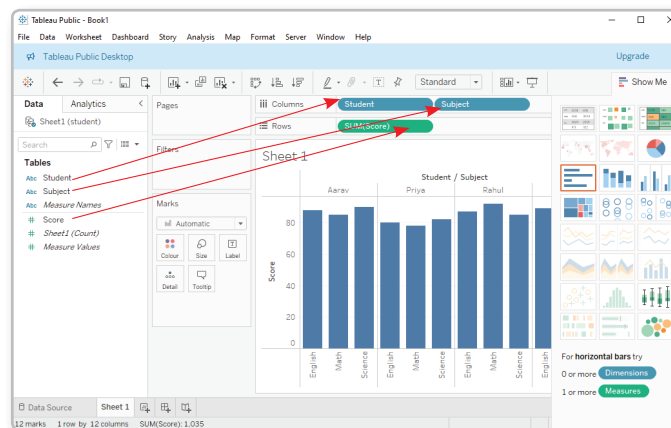 Tableau Public - Book1
File Data Worksheet Dashboard Story Analysis Map Format Server Window Help
Tableau Public Desktop Upgrade
Standard Show Me
Data Analytics
Sheet1 (student)
Search
Tables
Abc Student
Abc Subject
Abc Measure Names
# Score
# Sheet1 (Count)
# Measure Values
Pages
Filters
Marks
Automatic
Colour Size Label
Detail Tooltip
Columns Student Subject
Rows SUM(Score)
Sheet 1
Student / Subject
Aarav Priya Rahul
Score
80
60
40
20
0
English Math Science English Math Science English Math Science English
For horizontal bars try
0 or more Dimensions
1 or more Measures
Data Source Sheet 1
12 marks 1 row by 12 columns SUM(Score): 1,035